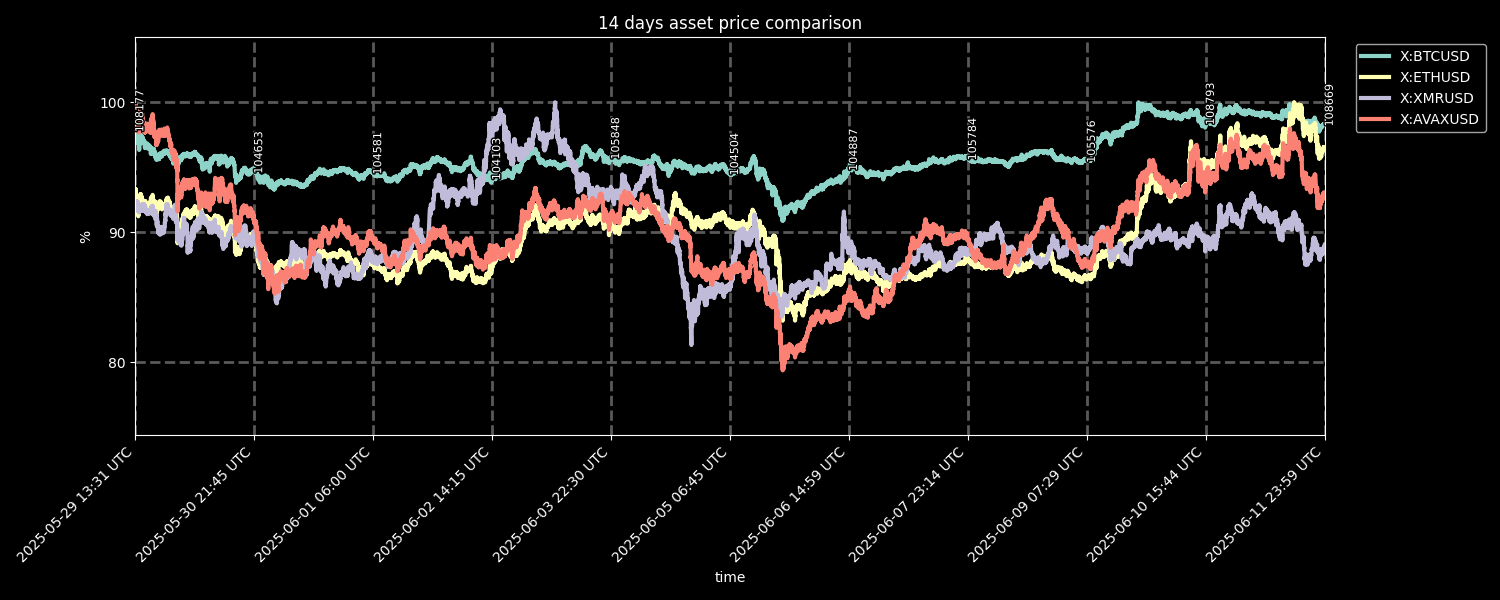 14 days asset price comparison
X:BTCUSD
X:ETHUSD
X:XMRUSD
X:AVAXUSD
%
100
90
80
108177
104653
104581
104103
105848
104504
104887
105784
105576
108793
108669
2025-05-29 13:31 UTC
2025-05-30 21:45 UTC
2025-06-01 06:00 UTC
2025-06-02 14:15 UTC
2025-06-03 22:30 UTC
2025-06-05 06:45 UTC
2025-06-06 14:59 UTC
2025-06-07 23:14 UTC
2025-06-09 07:29 UTC
2025-06-10 15:44 UTC
2025-06-11 23:59 UTC
time